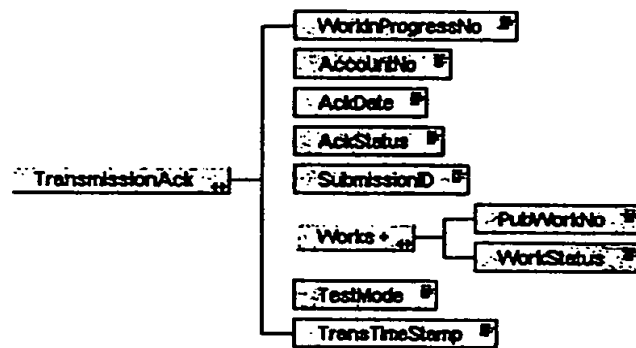 WorkInProgressNo
AccountNo
AckDate
AckStatus
TransmissionAck
SubmissionID
PubWorkNo
Works +
WorkStatus
TestMode
TransTimeStamp